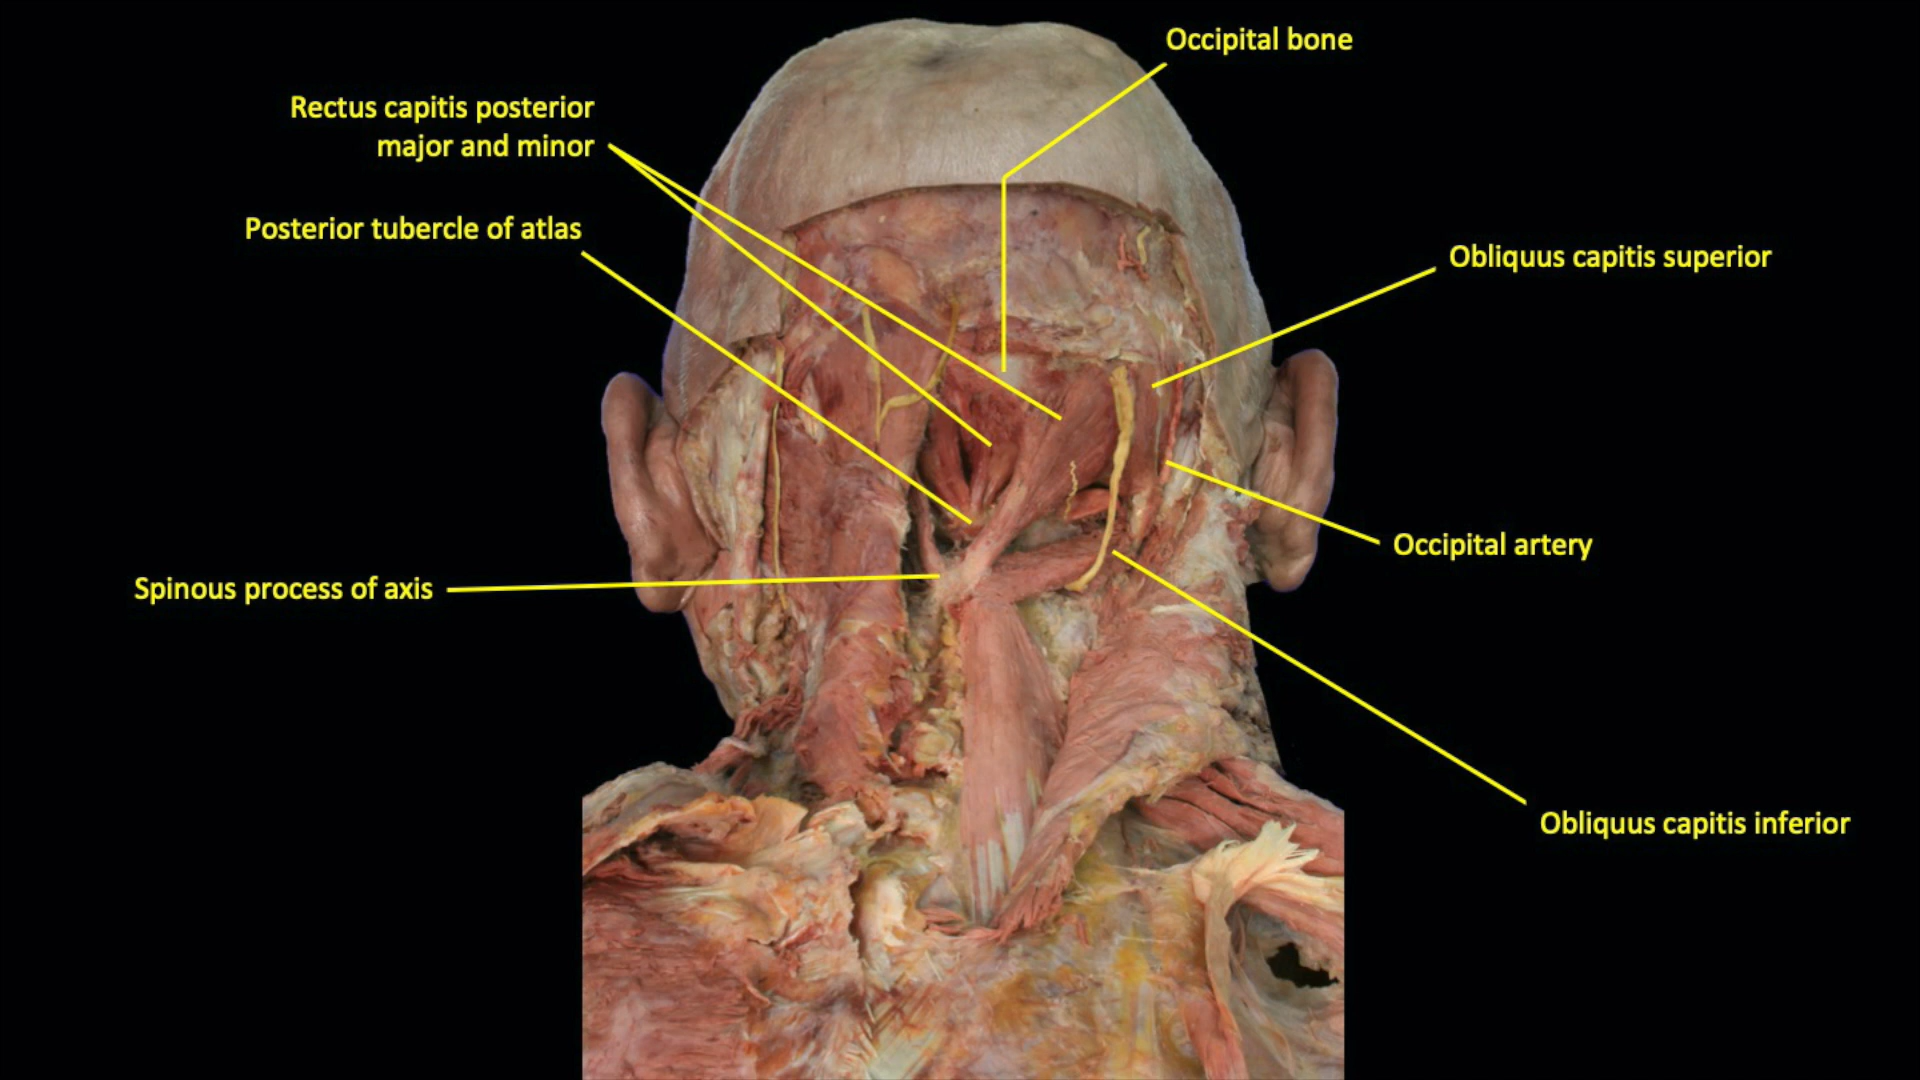 Occipital bone
Rectus capitis posterior
major and minor
Posterior tubercle of atlas
Obliquus capitis superior
Occipital artery
Spinous process of axis
Obliquus capitis inferior